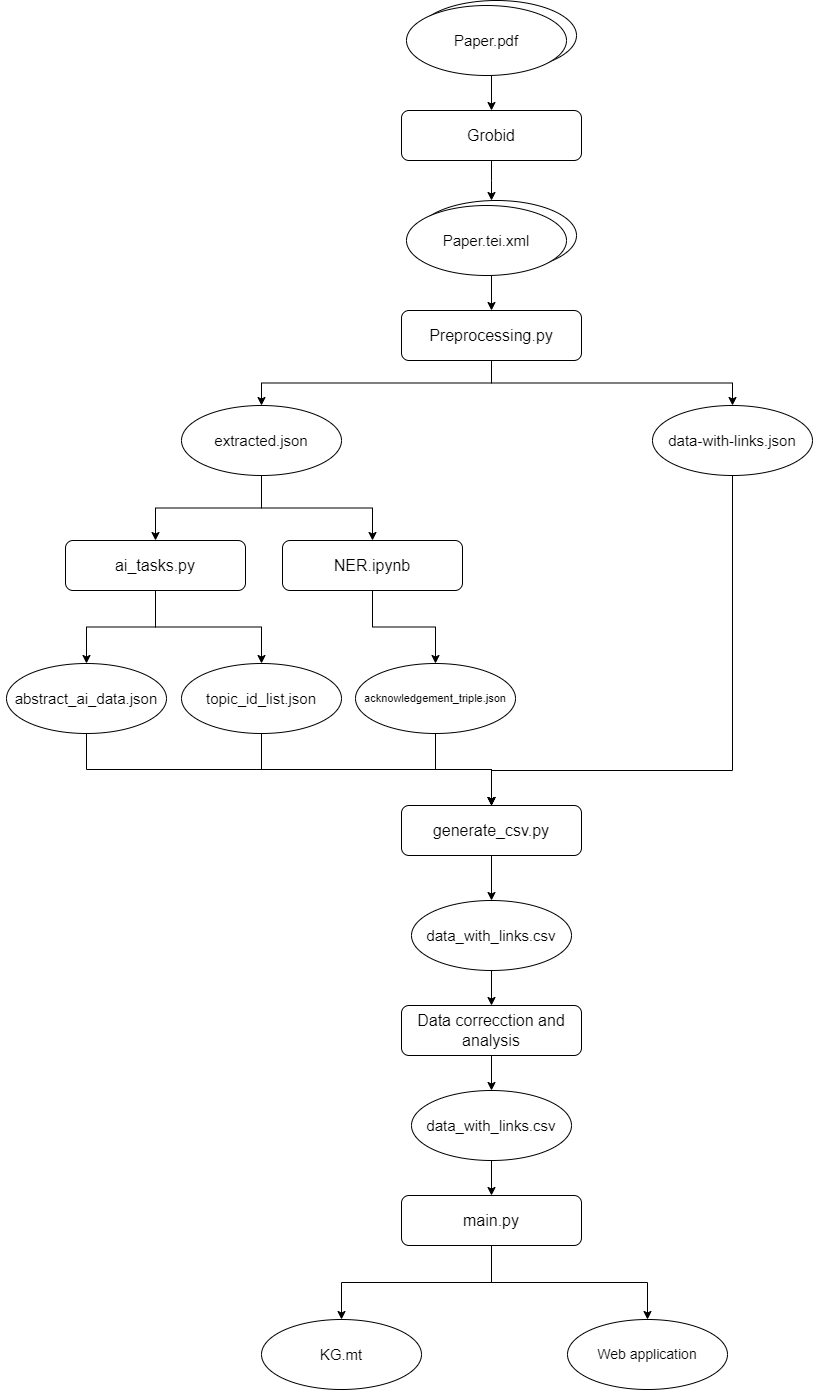 Paper.pdf
Grobid
Paper.tei.xml
Preprocessing.py
extracted.json
data-with-links.json
ai_tasks.py
NER.ipynb
abstract_ai_data.json
topic_id_list.json
acknowledgement_triple.json
generate_csv.py
data_with_links.csv
Data correcction and
analysis
data_with_links.csv
main.py
KG.mt
Web application